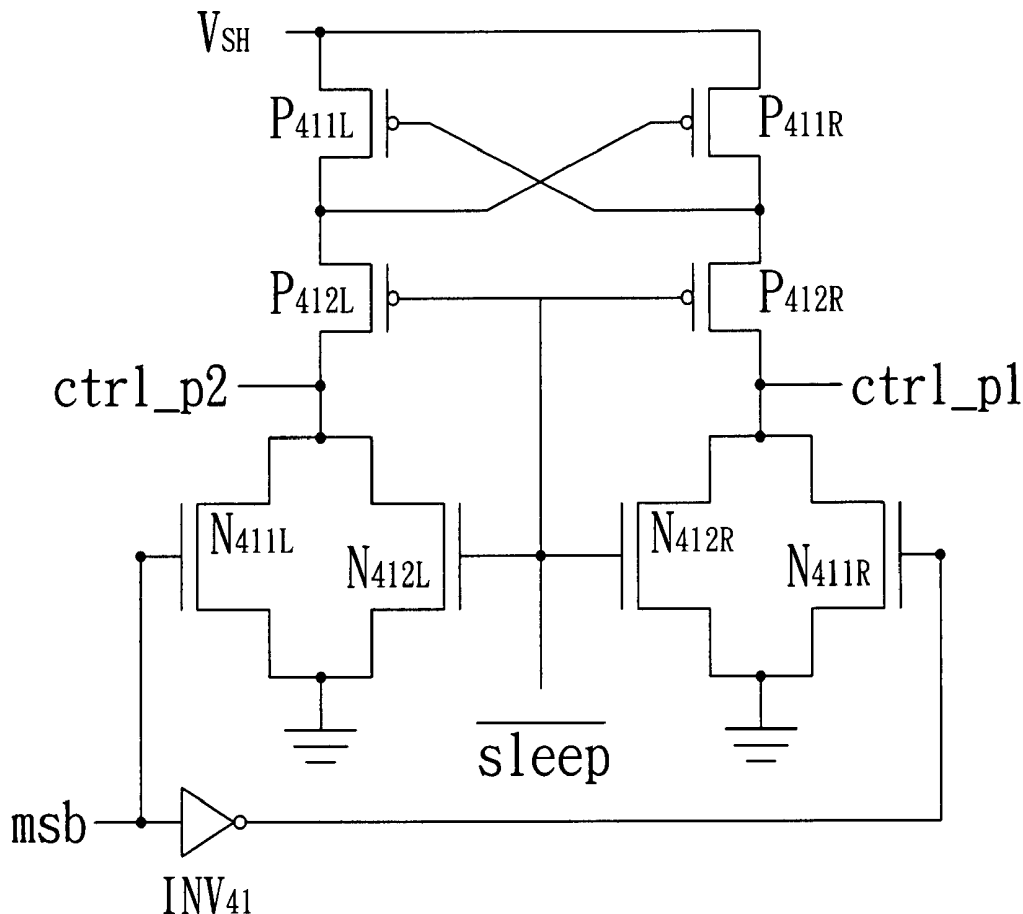 VSH
P411L
P411R
P412L
P412R
ctrl_p2
ctrl_p1
N411L
N412L
N412R
N411R
sleep
msb
INV41